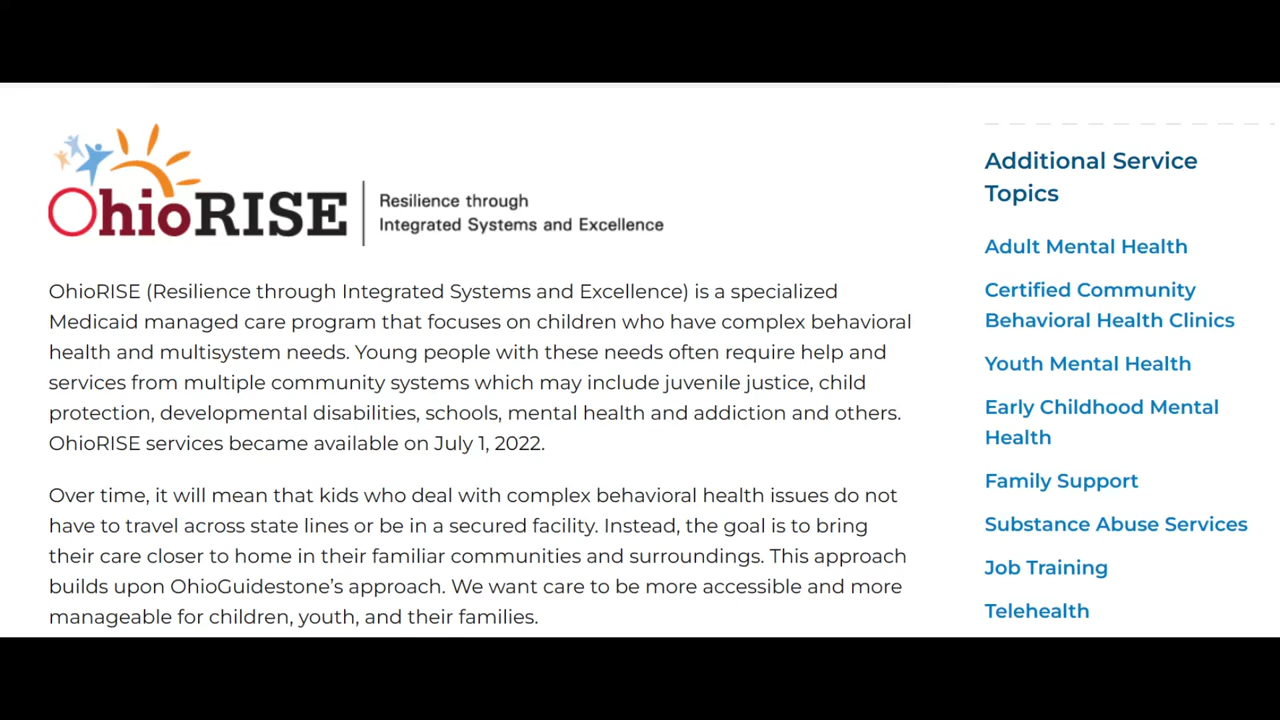 OhioRISE
Resilience through
Integrated Systems and Excellence
OhioRISE (Resilience through Integrated Systems and Excellence) is a specialized
Medicaid managed care program that focuses on children who have complex behavioral
health and multisystem needs. Young people with these needs often require help and
services from multiple community systems which may include juvenile justice, child
protection, developmental disabilities, schools, mental health and addiction and others.
OhioRISE services became available on July 1, 2022.
Over time, it will mean that kids who deal with complex behavioral health issues do not
have to travel across state lines or be in a secured facility. Instead, the goal is to bring
their care closer to home in their familiar communities and surroundings. This approach
builds upon OhioGuidestone’s approach. We want care to be more accessible and more
manageable for children, youth, and their families.
Additional Service
Topics
Adult Mental Health
Certified Community
Behavioral Health Clinics
Youth Mental Health
Early Childhood Mental
Health
Family Support
Substance Abuse Services
Job Training
Telehealth